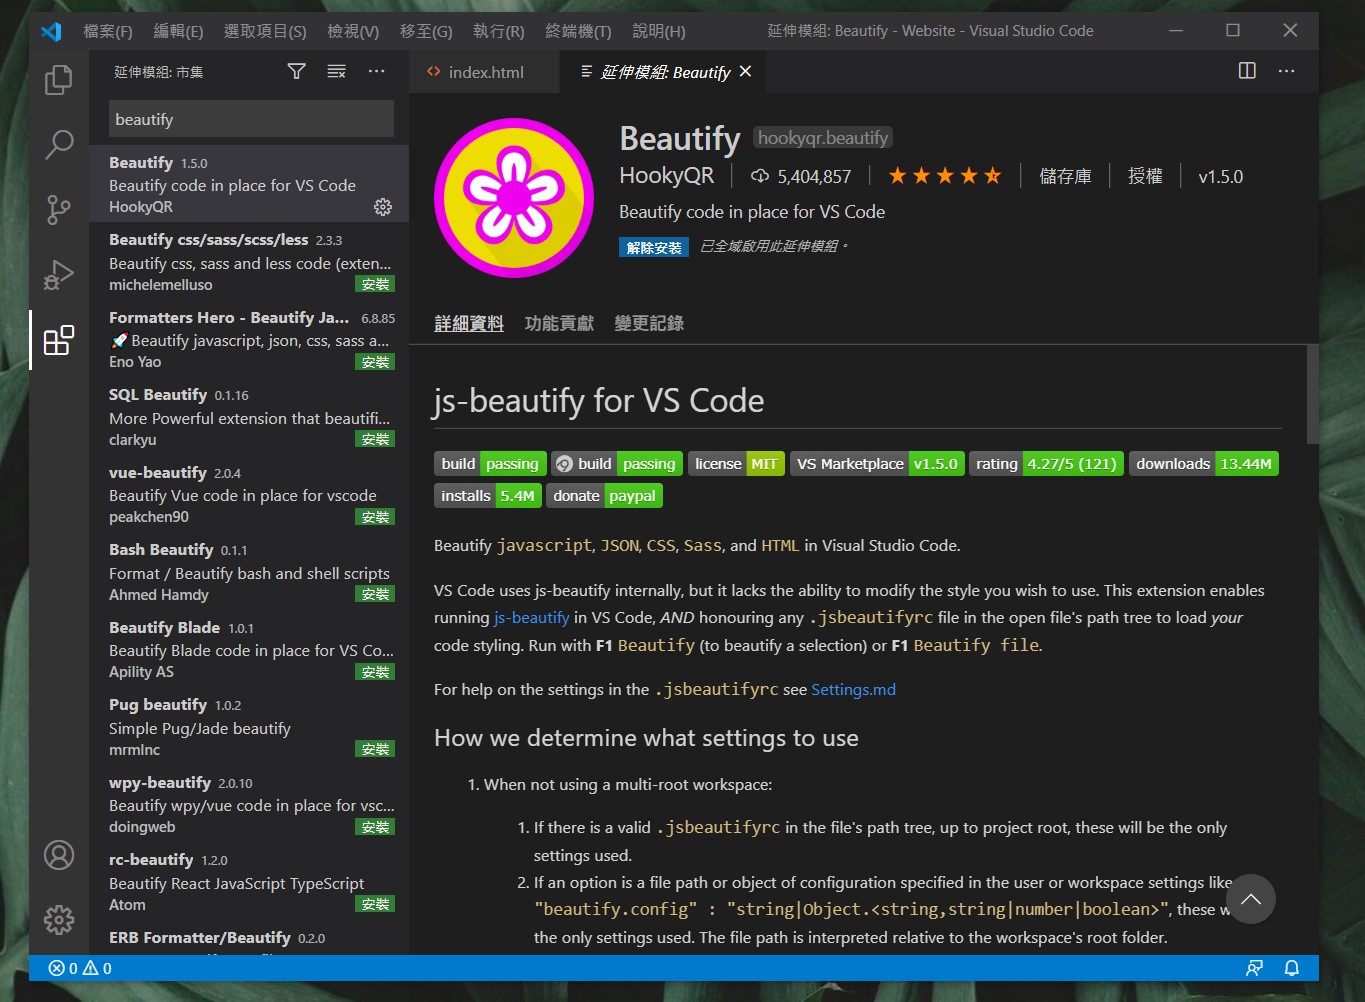 檔案(F) 編輯(E) 選取項目(S) 檢視(V) 移至(G) 執行(R) 終端機(T) 說明(H) 延伸模組: Beautify - Website - Visual Studio Code
延伸模組: 市集
beautify
Beautify 1.5.0
Beautify code in place for VS Code
HookyQR
Beautify css/sass/scss/less 2.3.3
Beautify css, sass and less code (exten...
michelemelluso 安裝
Formatters Hero - Beautify Ja... 6.8.85
🚀 Beautify javascript, json, css, sass a...
Eno Yao 安裝
SQL Beautify 0.1.16
More Powerful extension that beautifi...
clarkyu 安裝
vue-beautify 2.0.4
Beautify Vue code in place for vscode
peakchen90 安裝
Bash Beautify 0.1.1
Format / Beautify bash and shell scripts
Ahmed Hamdy 安裝
Beautify Blade 1.0.1
Beautify Blade code in place for VS Co...
Apility AS 安裝
Pug beautify 1.0.2
Simple Pug/Jade beautify
mrmlnc 安裝
wpy-beautify 2.0.10
Beautify wpy/vue code in place for vsc...
doingweb 安裝
rc-beautify 1.2.0
Beautify React JavaScript TypeScript
Atom 安裝
ERB Formatter/Beautify 0.2.0
index.html 延伸模組: Beautify
Beautify hookyqr.beautify
HookyQR 5,404,857 儲存庫 授權 v1.5.0
Beautify code in place for VS Code
解除安裝 已全域啟用此延伸模組。
詳細資料 功能貢獻 變更記錄
js-beautify for VS Code
build passing build passing license MIT VS Marketplace v1.5.0 rating 4.27/5 (121) downloads 13.44M
installs 5.4M donate paypal
Beautify javascript, JSON, CSS, Sass, and HTML in Visual Studio Code.
VS Code uses js-beautify internally, but it lacks the ability to modify the style you wish to use. This extension enables
running js-beautify in VS Code, AND honouring any .jsbeautifyrc file in the open file's path tree to load your
code styling. Run with F1 Beautify (to beautify a selection) or F1 Beautify file.
For help on the settings in the .jsbeautifyrc see Settings.md
How we determine what settings to use
1. When not using a multi-root workspace:
1. If there is a valid .jsbeautifyrc in the file's path tree, up to project root, these will be the only
settings used.
2. If an option is a file path or object of configuration specified in the user or workspace settings like
"beautify.config" : "string|Object.<string,string|number|boolean>", these
the only settings used. The file path is interpreted relative to the workspace's root folder.
0 0